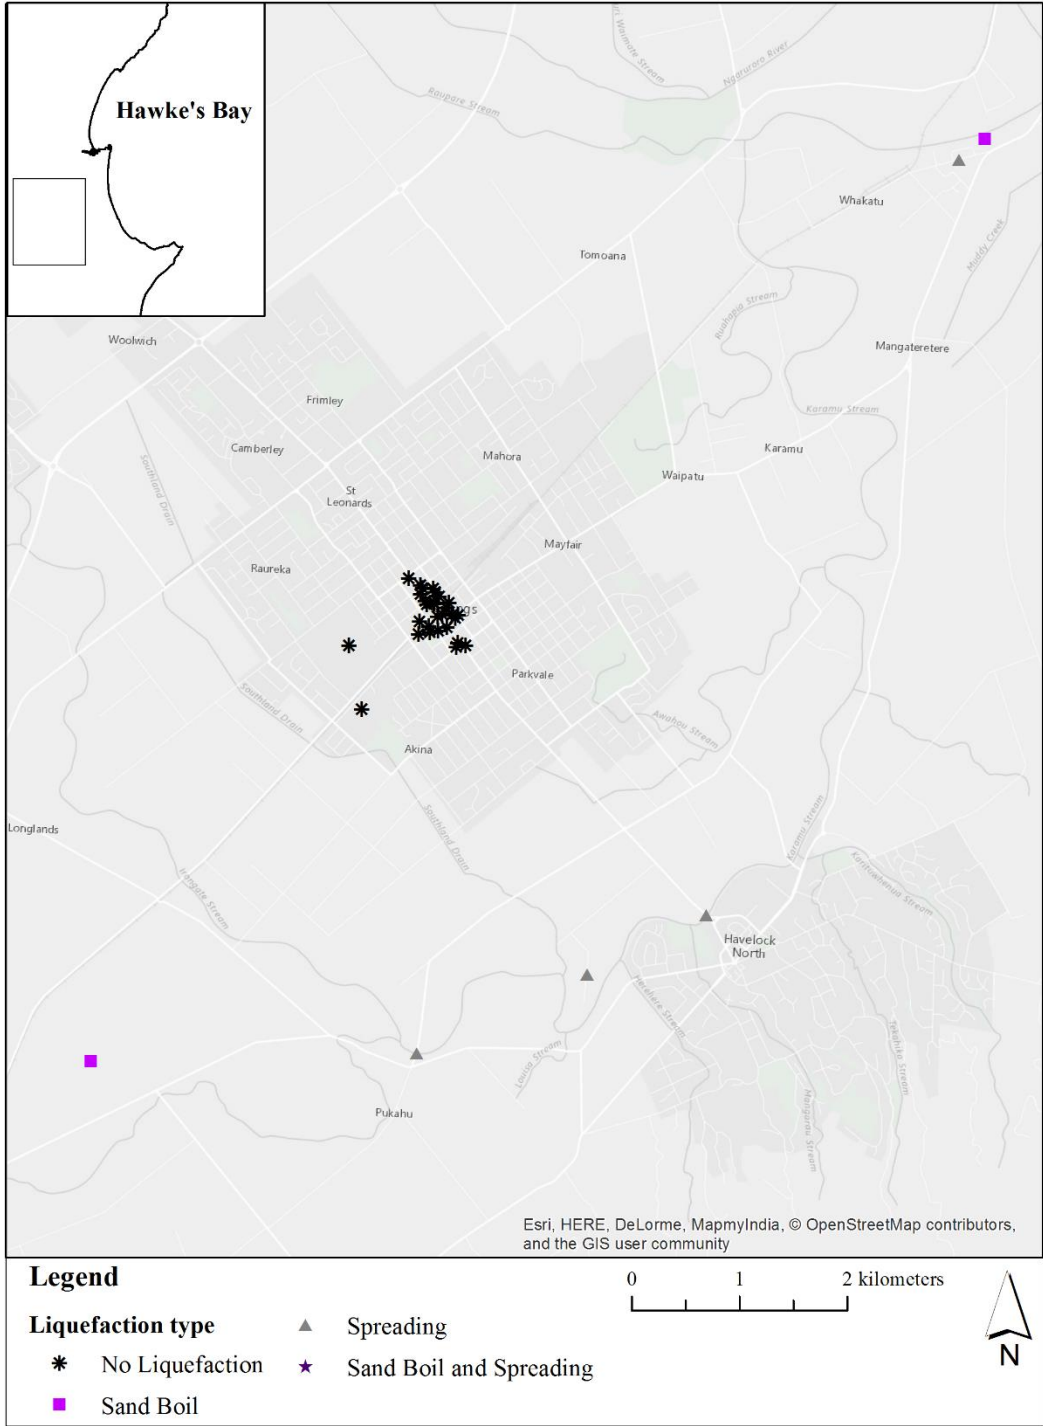 Hawke's Bay
Waimate Stream
Ngaruroro River
Raupare Stream
Whakatu
Tomoana
Muddy Creek
Ruahapia Stream
Woolwich
Mangateretere
Frimley
Karamu Stream
Camberley
Mahora
Karamu
Waipatu
St
Leonards
Southland Drain
Mayfair
Raureka
Parkvale
Southland Drain
Awahou Stream
Akina
Longlands
Southland Drain
Karamu Stream
Karituwhenua Stream
Irongate Stream
Havelock
North
Herehere Stream
Louisa Stream
Te kahika Stream
Pukahu
Mangarau Stream
Esri, HERE, DeLorme, MapmyIndia, © OpenStreetMap contributors,
and the GIS user community
Legend
0 1 2 kilometers
Liquefaction type
Spreading
No Liquefaction
Sand Boil and Spreading
Sand Boil
N